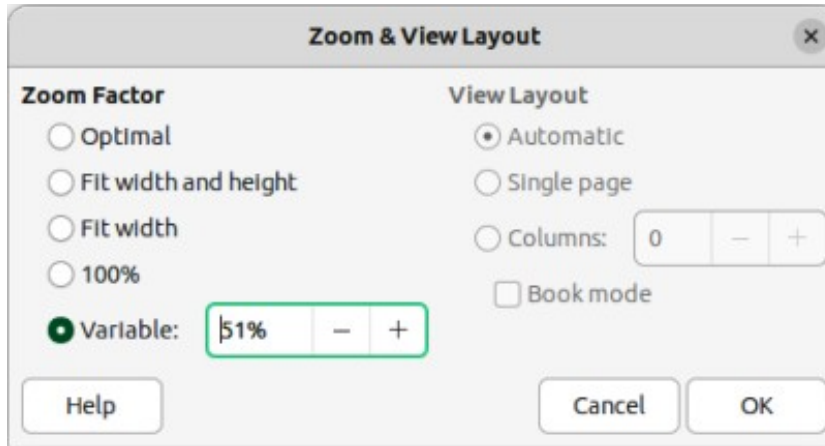 Zoom & View Layout
Zoom Factor
Optimal
Fit width and height
Fit width
100%
Variable: 51%
View Layout
Automatic
Single page
Columns: 0
Book mode
Help
Cancel
OK